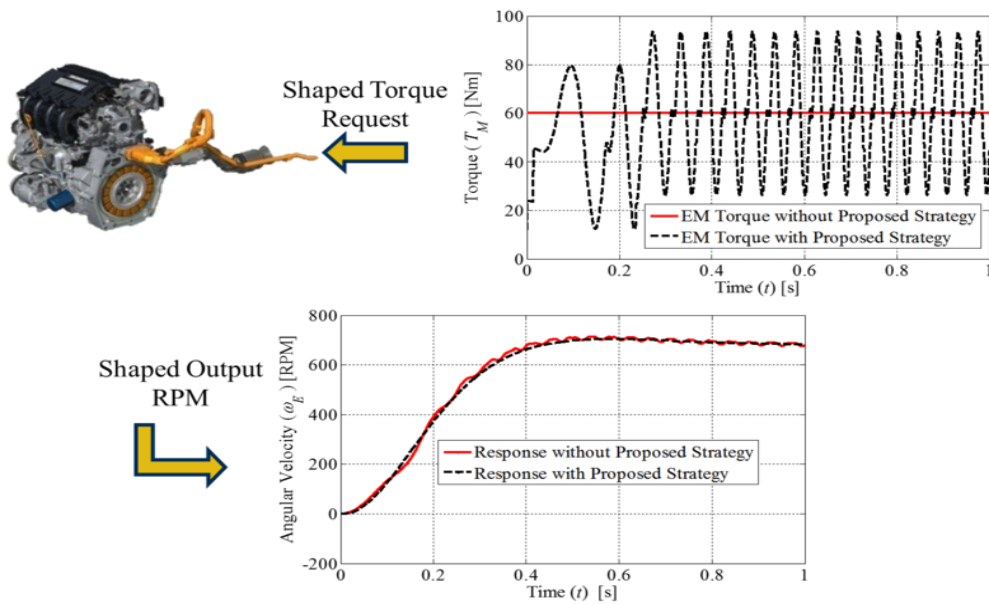 Shaped Torque
Request
Torque (T_M) [Nm]
100
80
60
40
20
0
EM Torque without Proposed Strategy
EM Torque with Proposed Strategy
0 0.2 0.4 0.6 0.8 1
Time (t) [s]
Shaped Output
RPM
Angular Velocity (ω_E) [RPM]
800
600
400
200
0
-200
Response without Proposed Strategy
Response with Proposed Strategy
0 0.2 0.4 0.6 0.8 1
Time (t) [s]